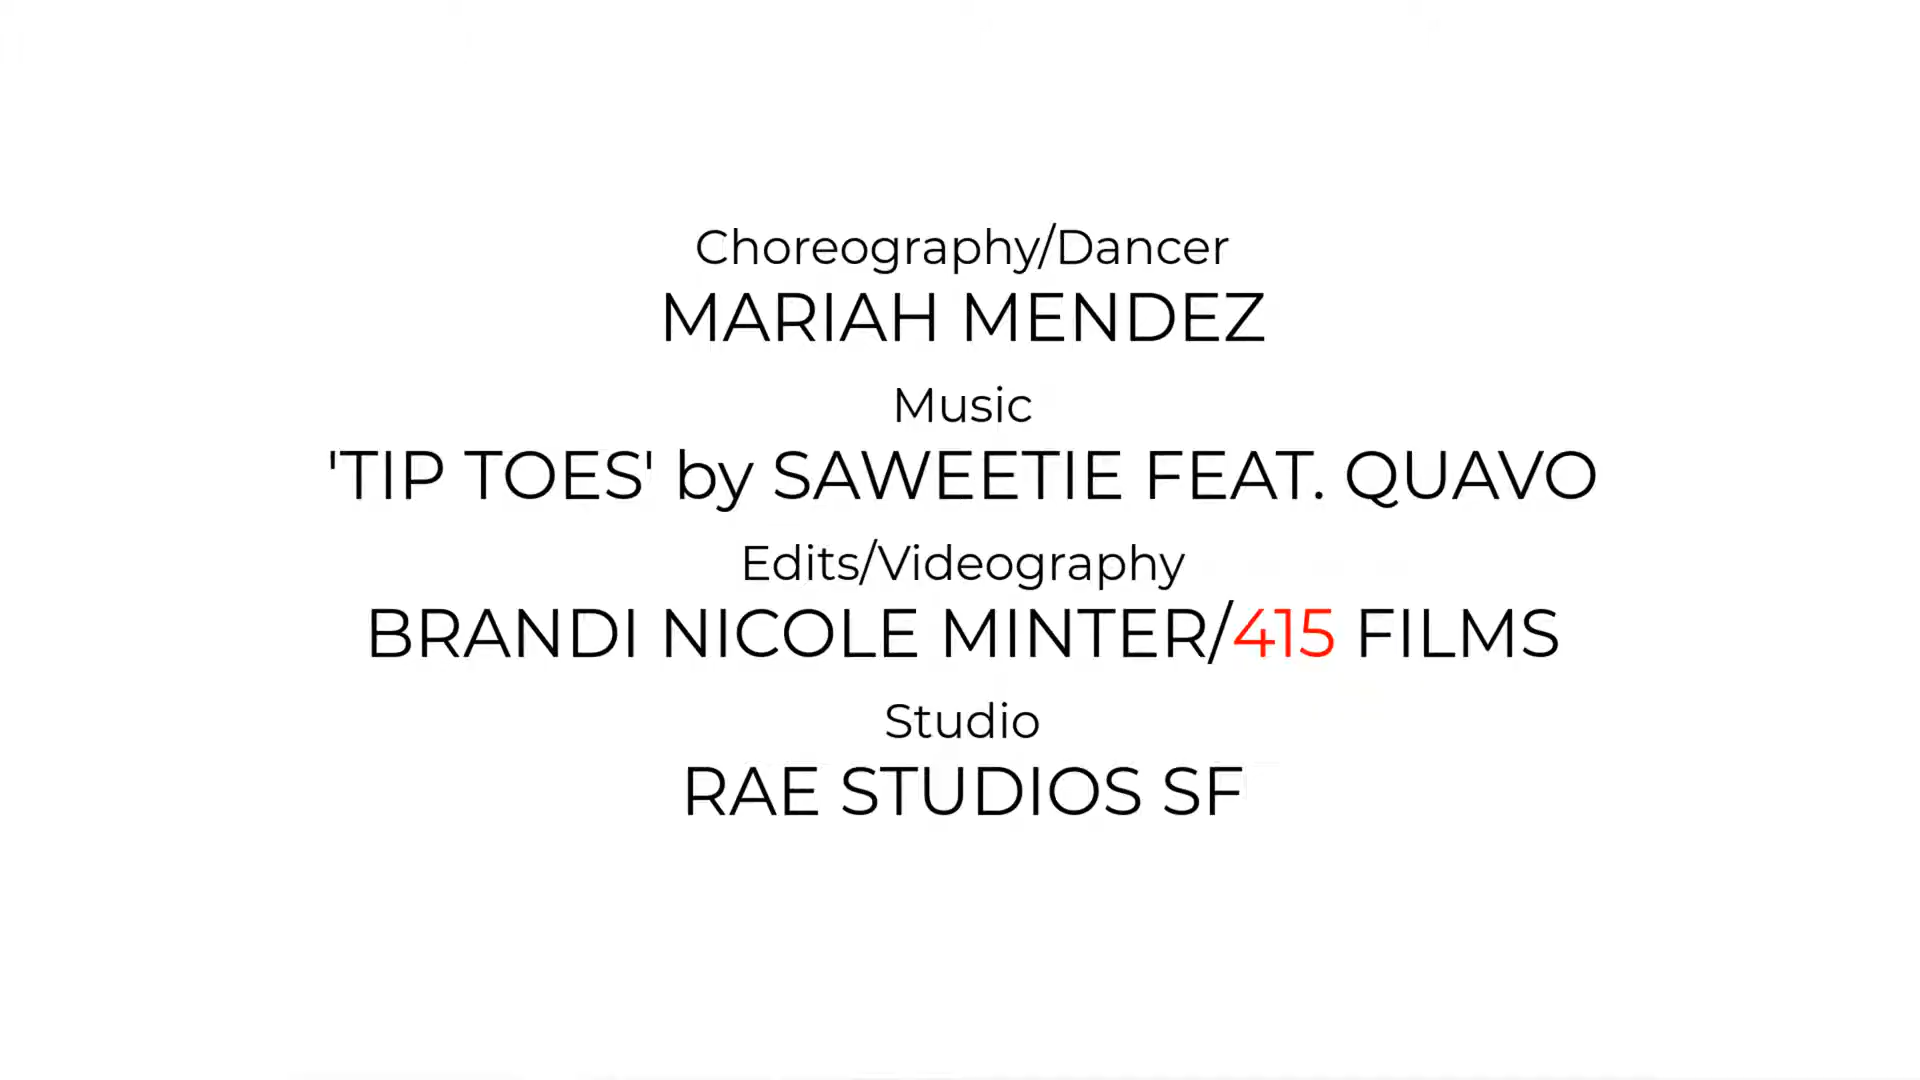 Choreography/Dancer
MARIAH MENDEZ
Music
'TIP TOES' by SAWEETIE FEAT. QUAVO
Edits/Videography
BRANDI NICOLE MINTER/415 FILMS
Studio
RAE STUDIOS SF